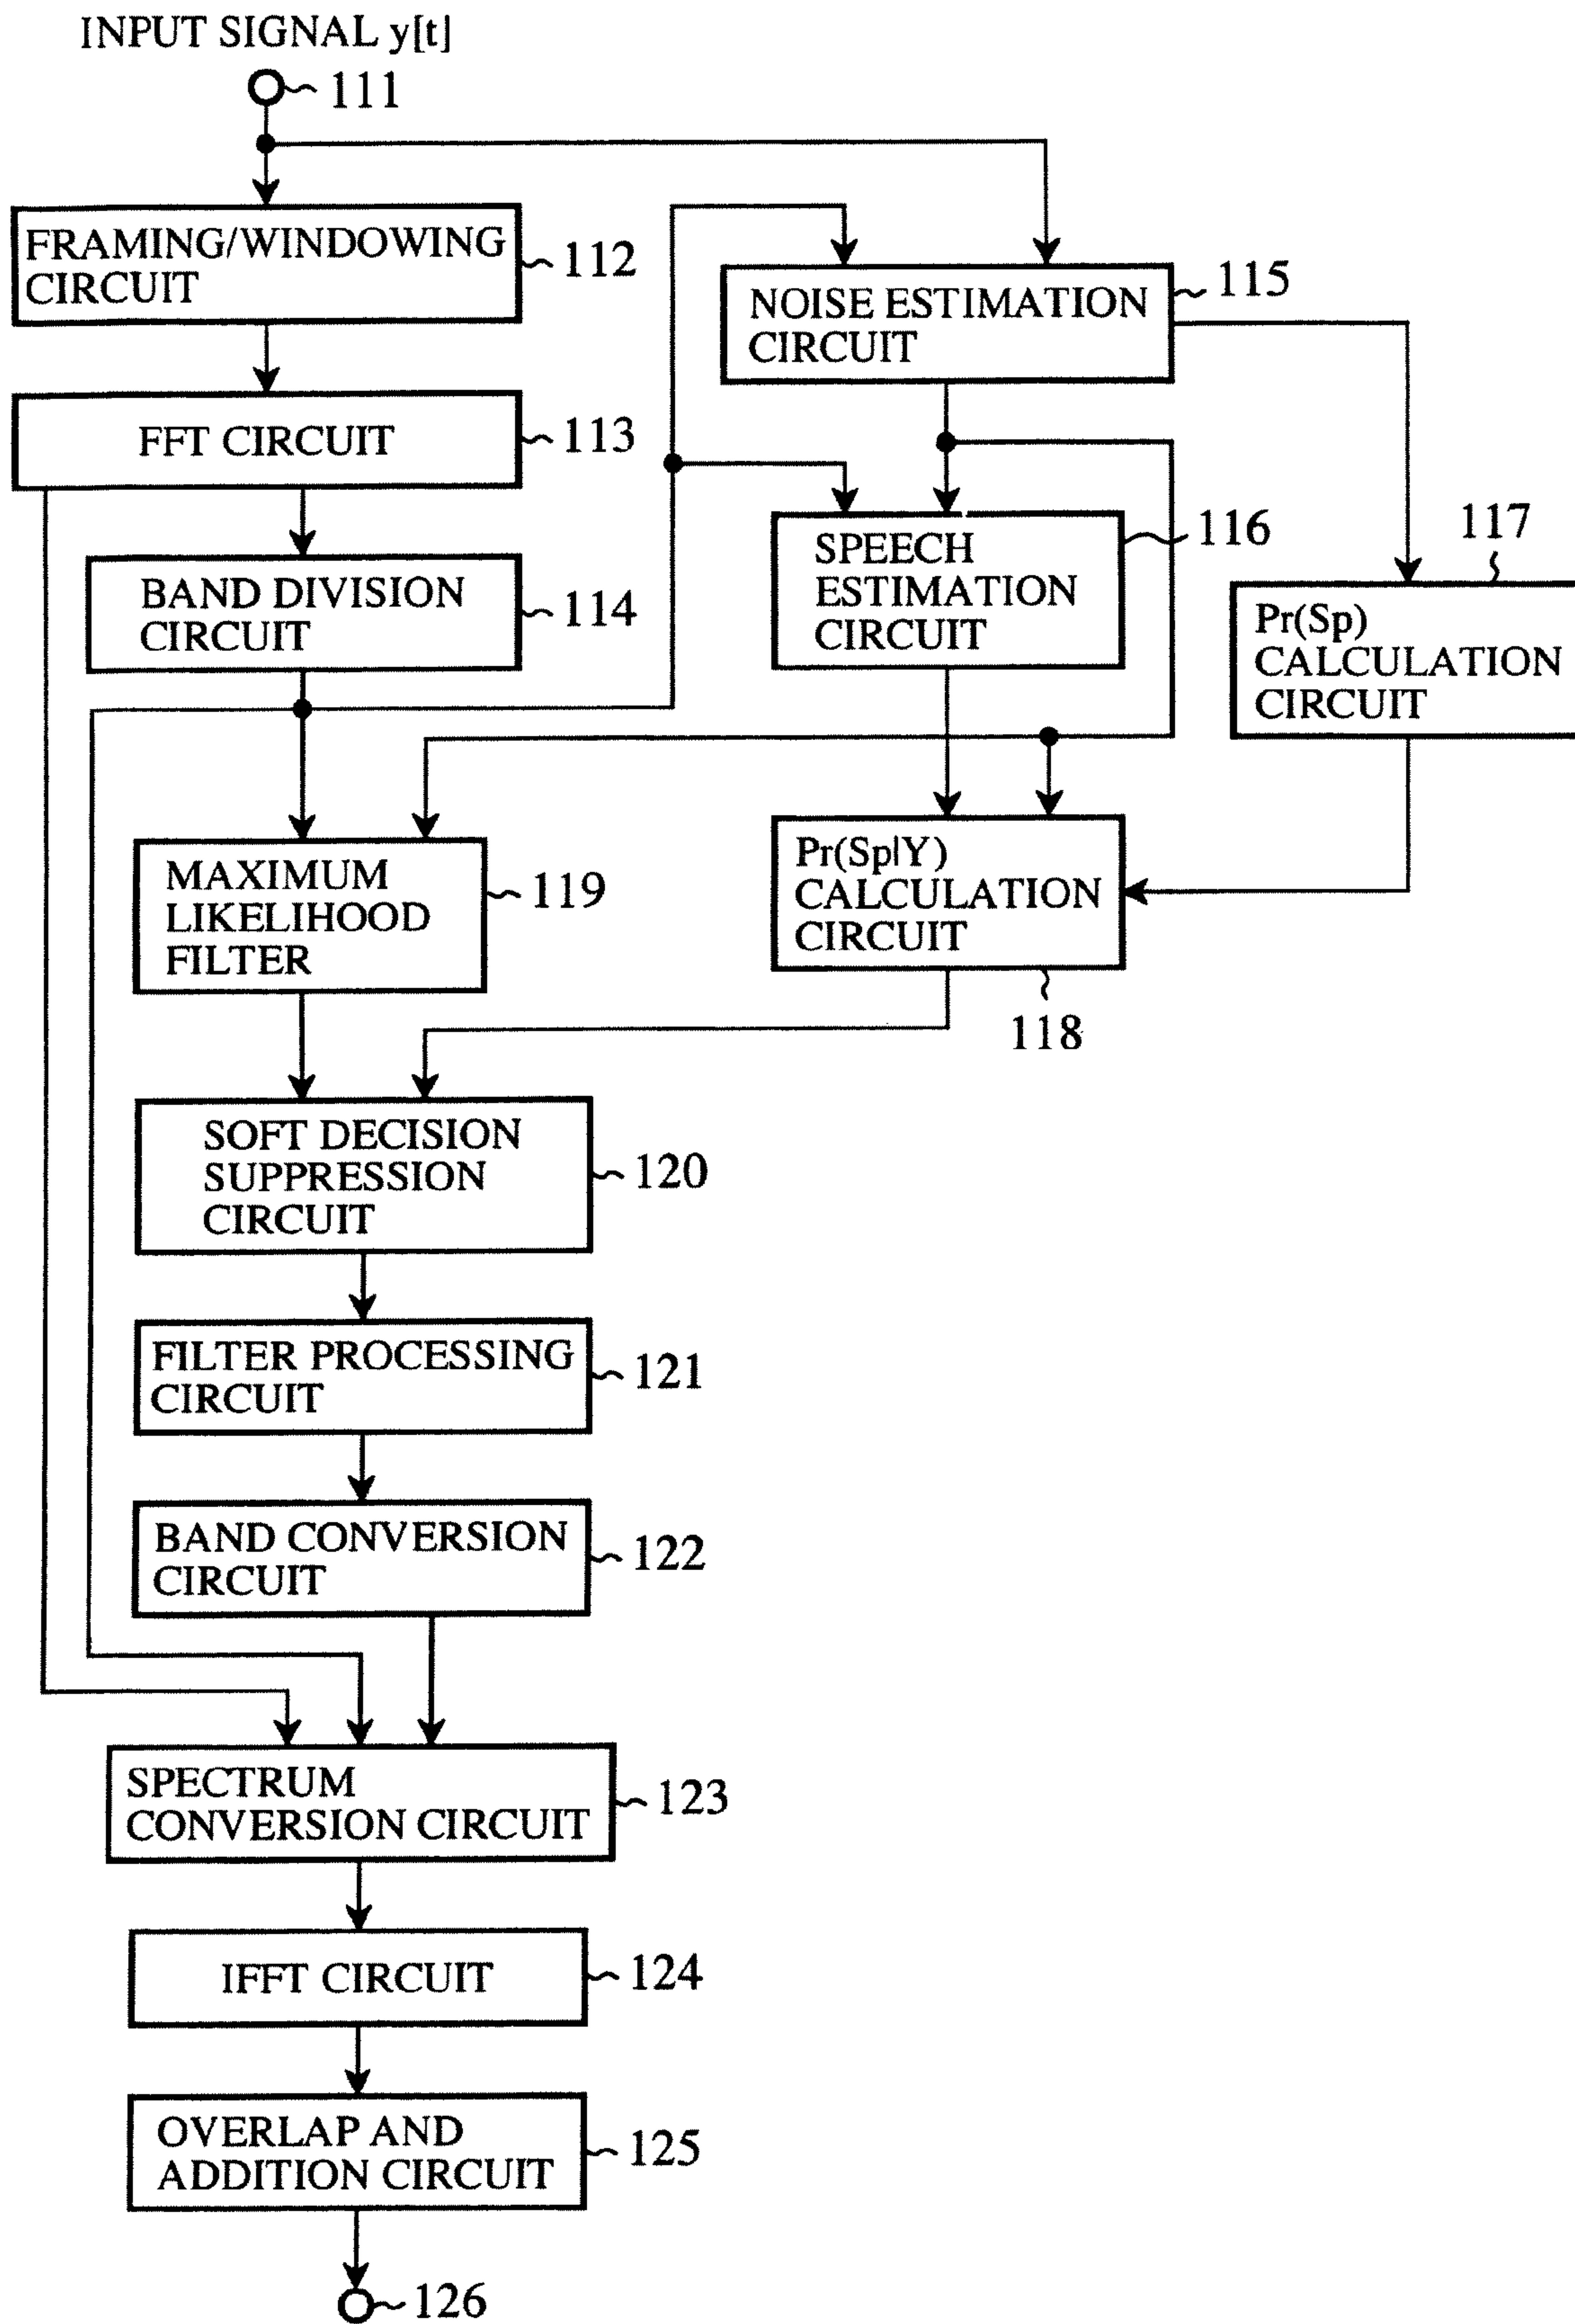 INPUT SIGNAL y[t]
111
FRAMING/WINDOWING
CIRCUIT
112
NOISE ESTIMATION
CIRCUIT
115
FFT CIRCUIT
113
SPEECH
ESTIMATION
CIRCUIT
116
117
Pr(Sp)
CALCULATION
CIRCUIT
BAND DIVISION
CIRCUIT
114
MAXIMUM
LIKELIHOOD
FILTER
119
Pr(Sp|Y)
CALCULATION
CIRCUIT
118
SOFT DECISION
SUPPRESSION
CIRCUIT
120
FILTER PROCESSING
CIRCUIT
121
BAND CONVERSION
CIRCUIT
122
SPECTRUM
CONVERSION CIRCUIT
123
IFFT CIRCUIT
124
OVERLAP AND
ADDITION CIRCUIT
125
126